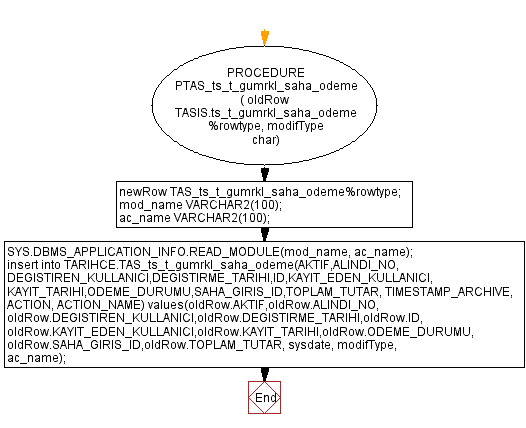 PROCEDURE
PTAS_ts_t_gumrkl_saha_odeme
( oldRow
TASIS.ts_t_gumrkl_saha_odeme
%rowtype, modifType
char)
newRow TAS_ts_t_gumrkl_saha_odeme%rowtype;
mod_name VARCHAR2(100);
ac_name VARCHAR2(100);
SYS.DBMS_APPLICATION_INFO.READ_MODULE(mod_name, ac_name);
insert into TARIHCE.TAS_ts_t_gumrkl_saha_odeme(AKTIF,ALINDI_NO,
DEGISTIREN_KULLANICI,DEGISTIRME_TARIHI,ID,KAYIT_EDEN_KULLANICI,
KAYIT_TARIHI,ODEME_DURUMU,SAHA_GIRIS_ID,TOPLAM_TUTAR, TIMESTAMP_ARCHIVE,
ACTION, ACTION_NAME) values(oldRow.AKTIF,oldRow.ALINDI_NO,
oldRow.DEGISTIREN_KULLANICI,oldRow.DEGISTIRME_TARIHI,oldRow.ID,
oldRow.KAYIT_EDEN_KULLANICI,oldRow.KAYIT_TARIHI,oldRow.ODEME_DURUMU,
oldRow.SAHA_GIRIS_ID,oldRow.TOPLAM_TUTAR, sysdate, modifType,
ac_name);
End